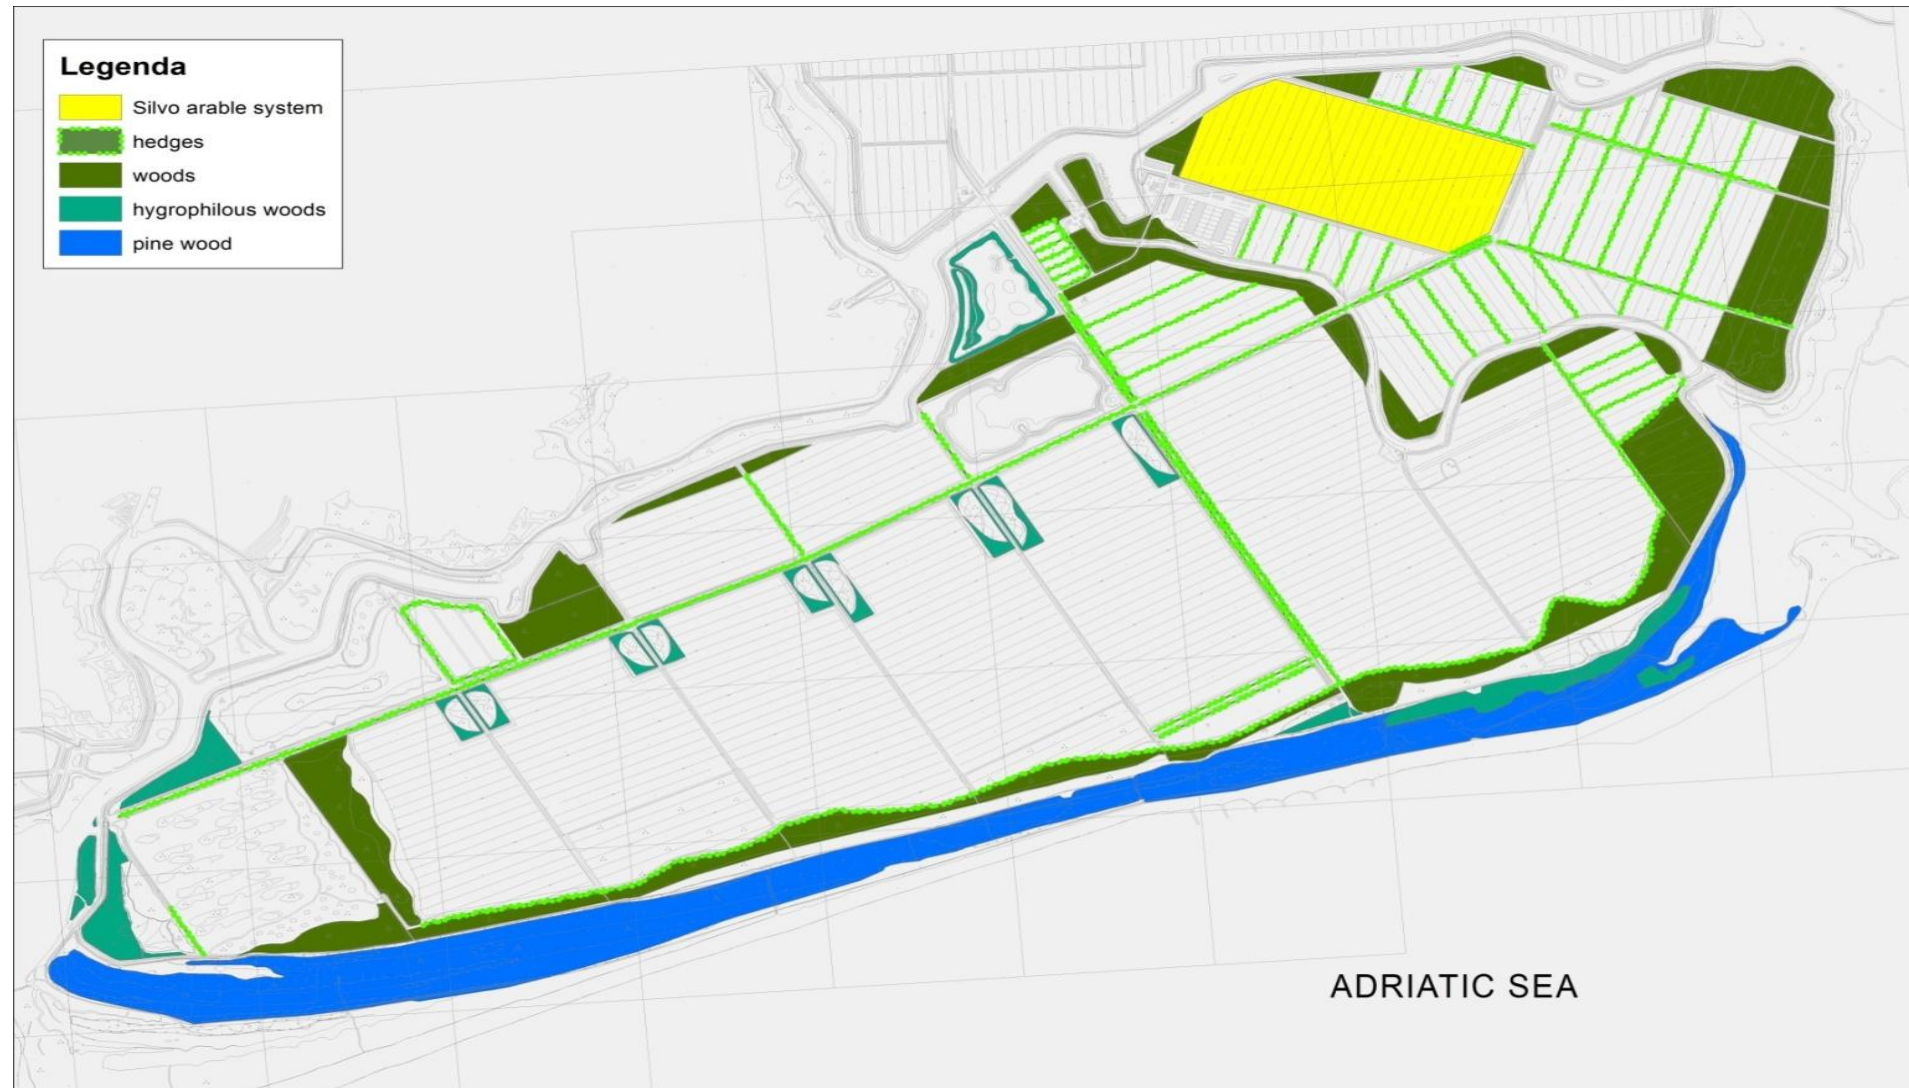 Legenda
Silvo arable system
hedges
woods
hygrophilous woods
pine wood
ADRIATIC SEA